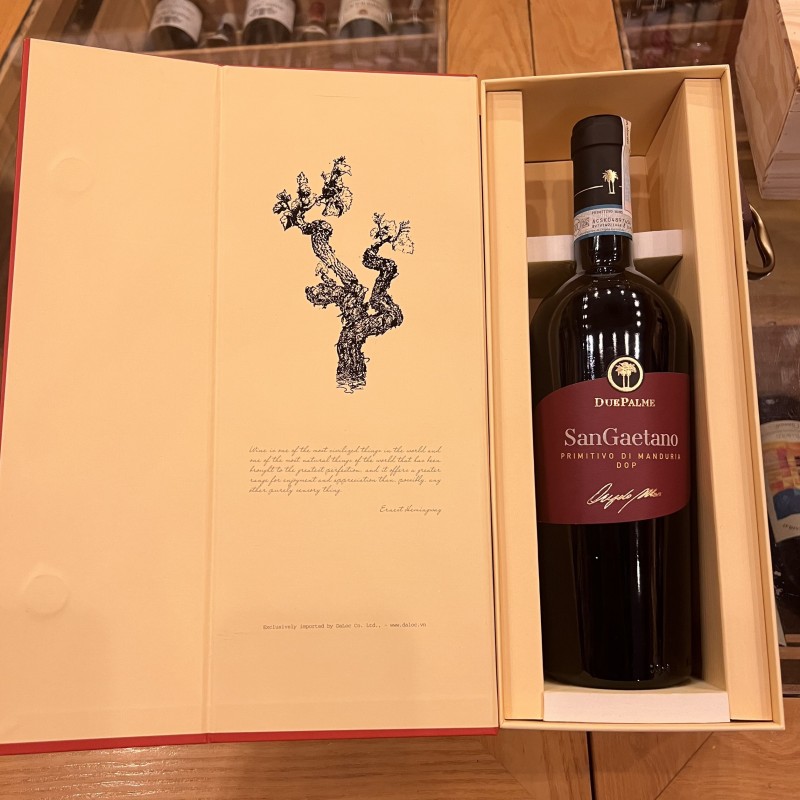 Wine is one of the most civilized things in the world and
one of the most natural things of the world that has been
brought to the greatest perfection, and it offers a greater
range for enjoyment and appreciation than, possibly, any
other purely sensory thing.
Ernest Hemingway
Exclusively imported by DaLoc Co. Ltd., - www.daloc.vn
DUEPALME
SanGaetano
PRIMITIVO DI MANDURIA
DOP